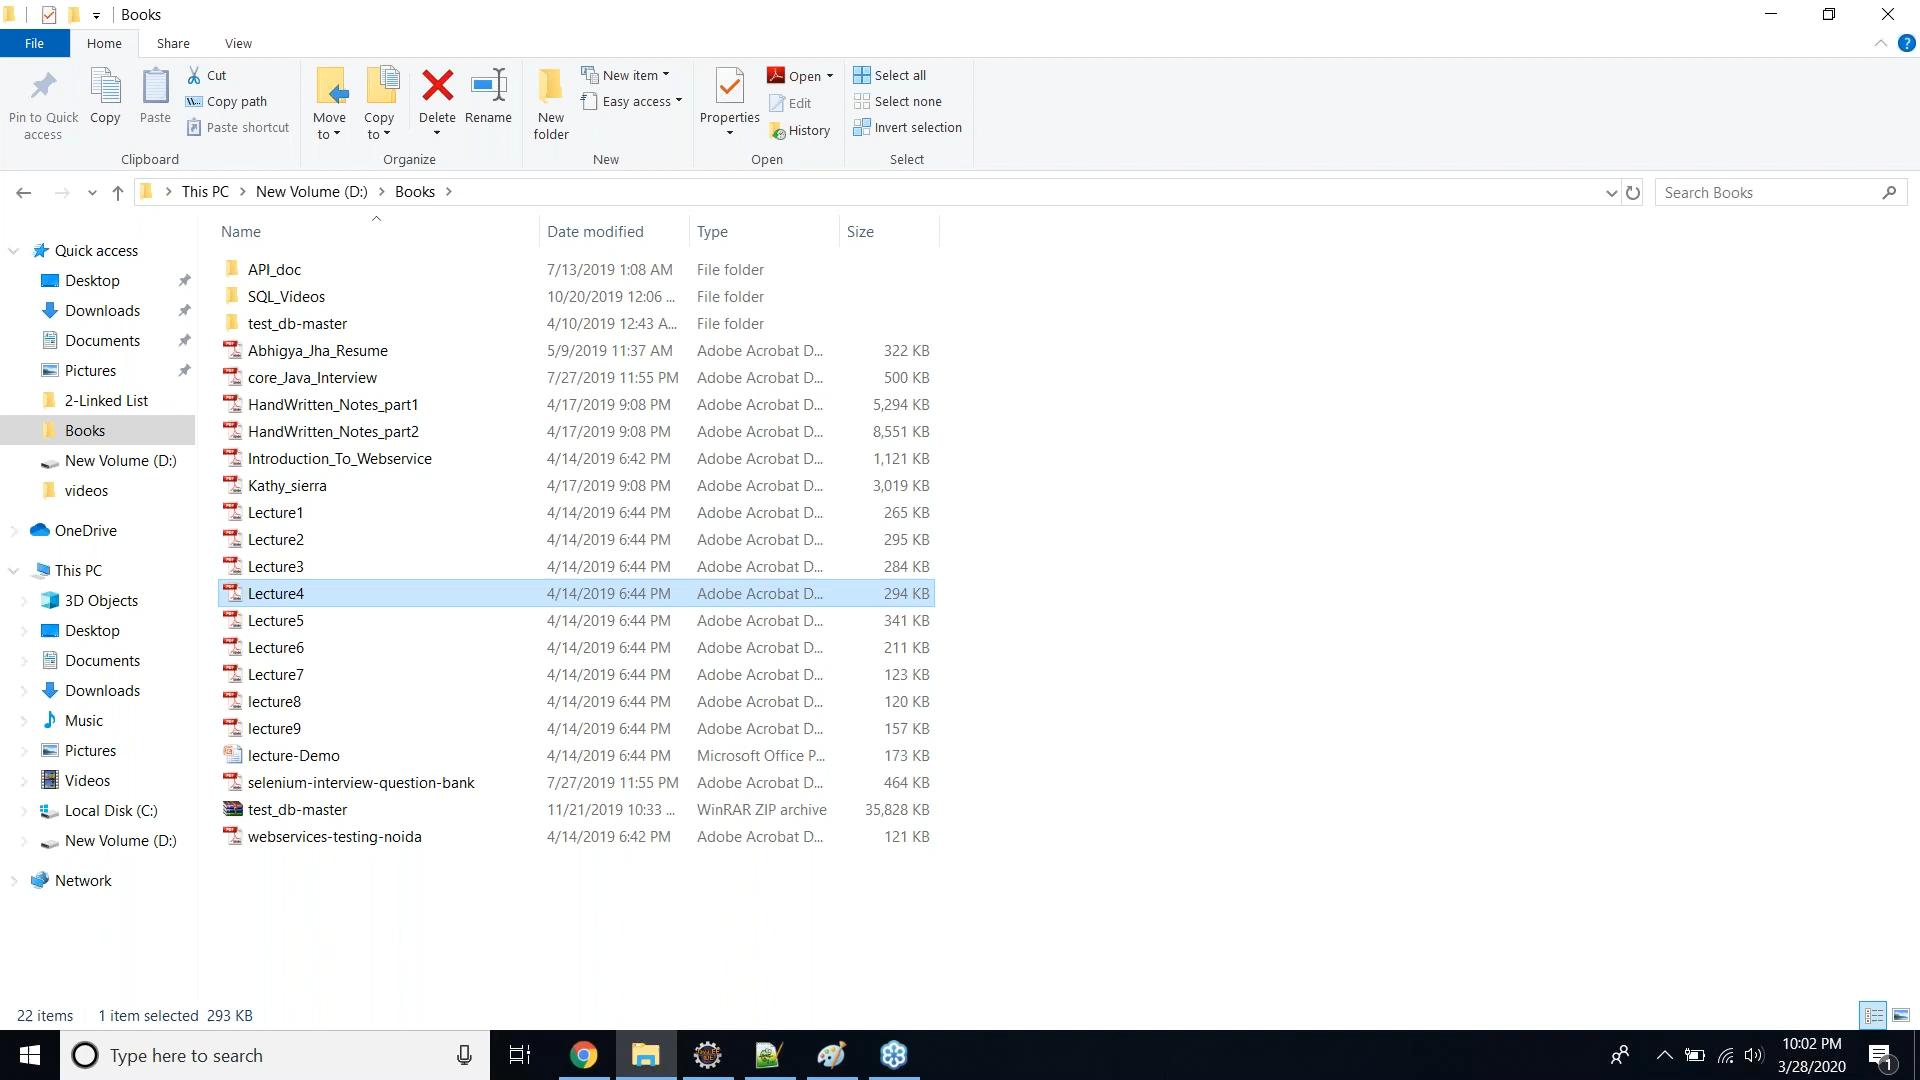 Books
File Home Share View
Pin to Quick access
Copy
Paste
Cut
Copy path
Paste shortcut
Clipboard
Move to
Copy to
Delete
Rename
Organize
New folder
New item
Easy access
New
Properties
Open
Edit
History
Open
Select all
Select none
Invert selection
Select
This PC New Volume (D:) Books
Search Books
Quick access
Desktop
Downloads
Documents
Pictures
2-Linked List
Books
New Volume (D:)
videos
OneDrive
This PC
3D Objects
Desktop
Documents
Downloads
Music
Pictures
Videos
Local Disk (C:)
New Volume (D:)
Network
Name Date modified Type Size
API_doc 7/13/2019 1:08 AM File folder
SQL_Videos 10/20/2019 12:06 ... File folder
test_db-master 4/10/2019 12:43 A... File folder
Abhigya_Jha_Resume 5/9/2019 11:37 AM Adobe Acrobat D... 322 KB
core_Java_Interview 7/27/2019 11:55 PM Adobe Acrobat D... 500 KB
HandWritten_Notes_part1 4/17/2019 9:08 PM Adobe Acrobat D... 5,294 KB
HandWritten_Notes_part2 4/17/2019 9:08 PM Adobe Acrobat D... 8,551 KB
Introduction_To_Webservice 4/14/2019 6:42 PM Adobe Acrobat D... 1,121 KB
Kathy_sierra 4/17/2019 9:08 PM Adobe Acrobat D... 3,019 KB
Lecture1 4/14/2019 6:44 PM Adobe Acrobat D... 265 KB
Lecture2 4/14/2019 6:44 PM Adobe Acrobat D... 295 KB
Lecture3 4/14/2019 6:44 PM Adobe Acrobat D... 284 KB
Lecture4 4/14/2019 6:44 PM Adobe Acrobat D... 294 KB
Lecture5 4/14/2019 6:44 PM Adobe Acrobat D... 341 KB
Lecture6 4/14/2019 6:44 PM Adobe Acrobat D... 211 KB
Lecture7 4/14/2019 6:44 PM Adobe Acrobat D... 123 KB
lecture8 4/14/2019 6:44 PM Adobe Acrobat D... 120 KB
lecture9 4/14/2019 6:44 PM Adobe Acrobat D... 157 KB
lecture-Demo 4/14/2019 6:44 PM Microsoft Office P... 173 KB
selenium-interview-question-bank 7/27/2019 11:55 PM Adobe Acrobat D... 464 KB
test_db-master 11/21/2019 10:33 ... WinRAR ZIP archive 35,828 KB
webservices-testing-noida 4/14/2019 6:42 PM Adobe Acrobat D... 121 KB
22 items 1 item selected 293 KB
Type here to search
10:02 PM
3/28/2020
1